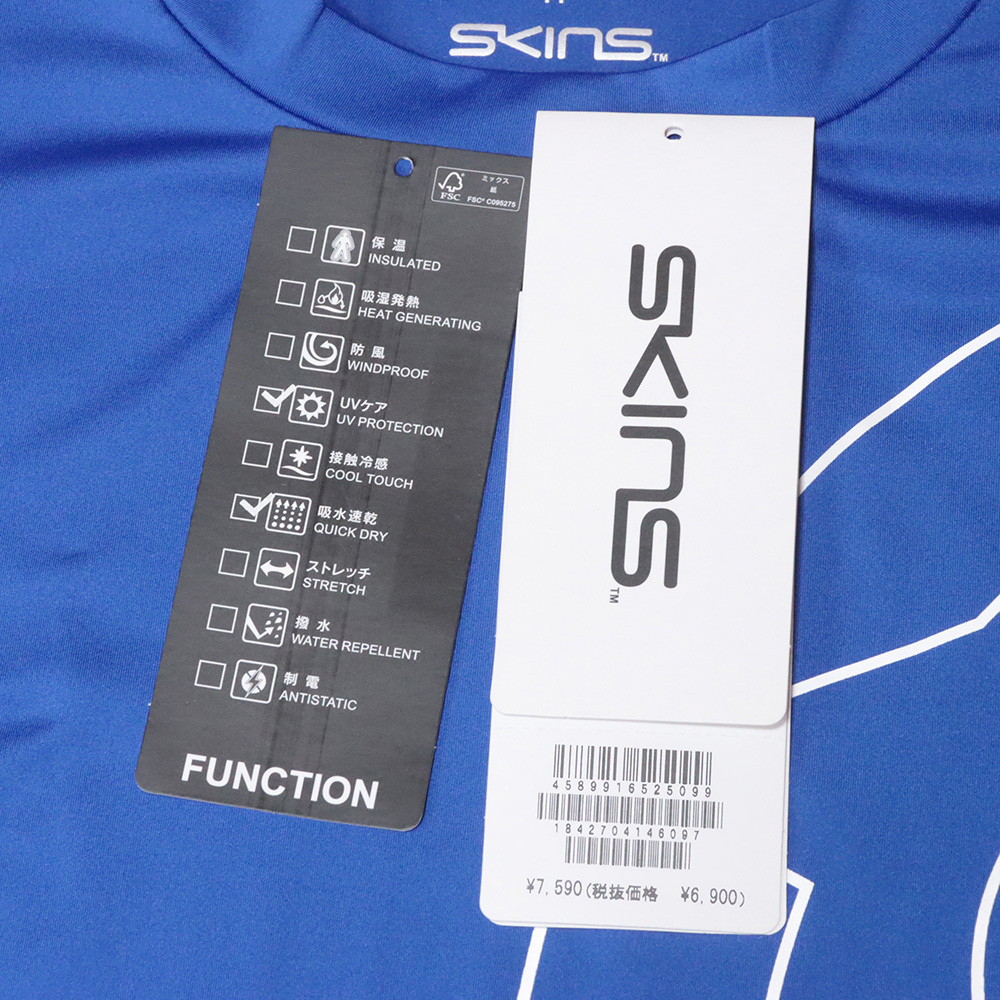 SKINS™
ミックス
紙
FSC
FSC® C095275
保温
INSULATED
吸湿発熱
HEAT GENERATING
防風
WINDPROOF
UVケア
UV PROTECTION
接触冷感
COOL TOUCH
吸水速乾
QUICK DRY
ストレッチ
STRETCH
撥水
WATER REPELLENT
制電
ANTISTATIC
FUNCTION
SKINS™
4589916525099
1842704146097
¥7,590(税抜価格 ¥6,900)